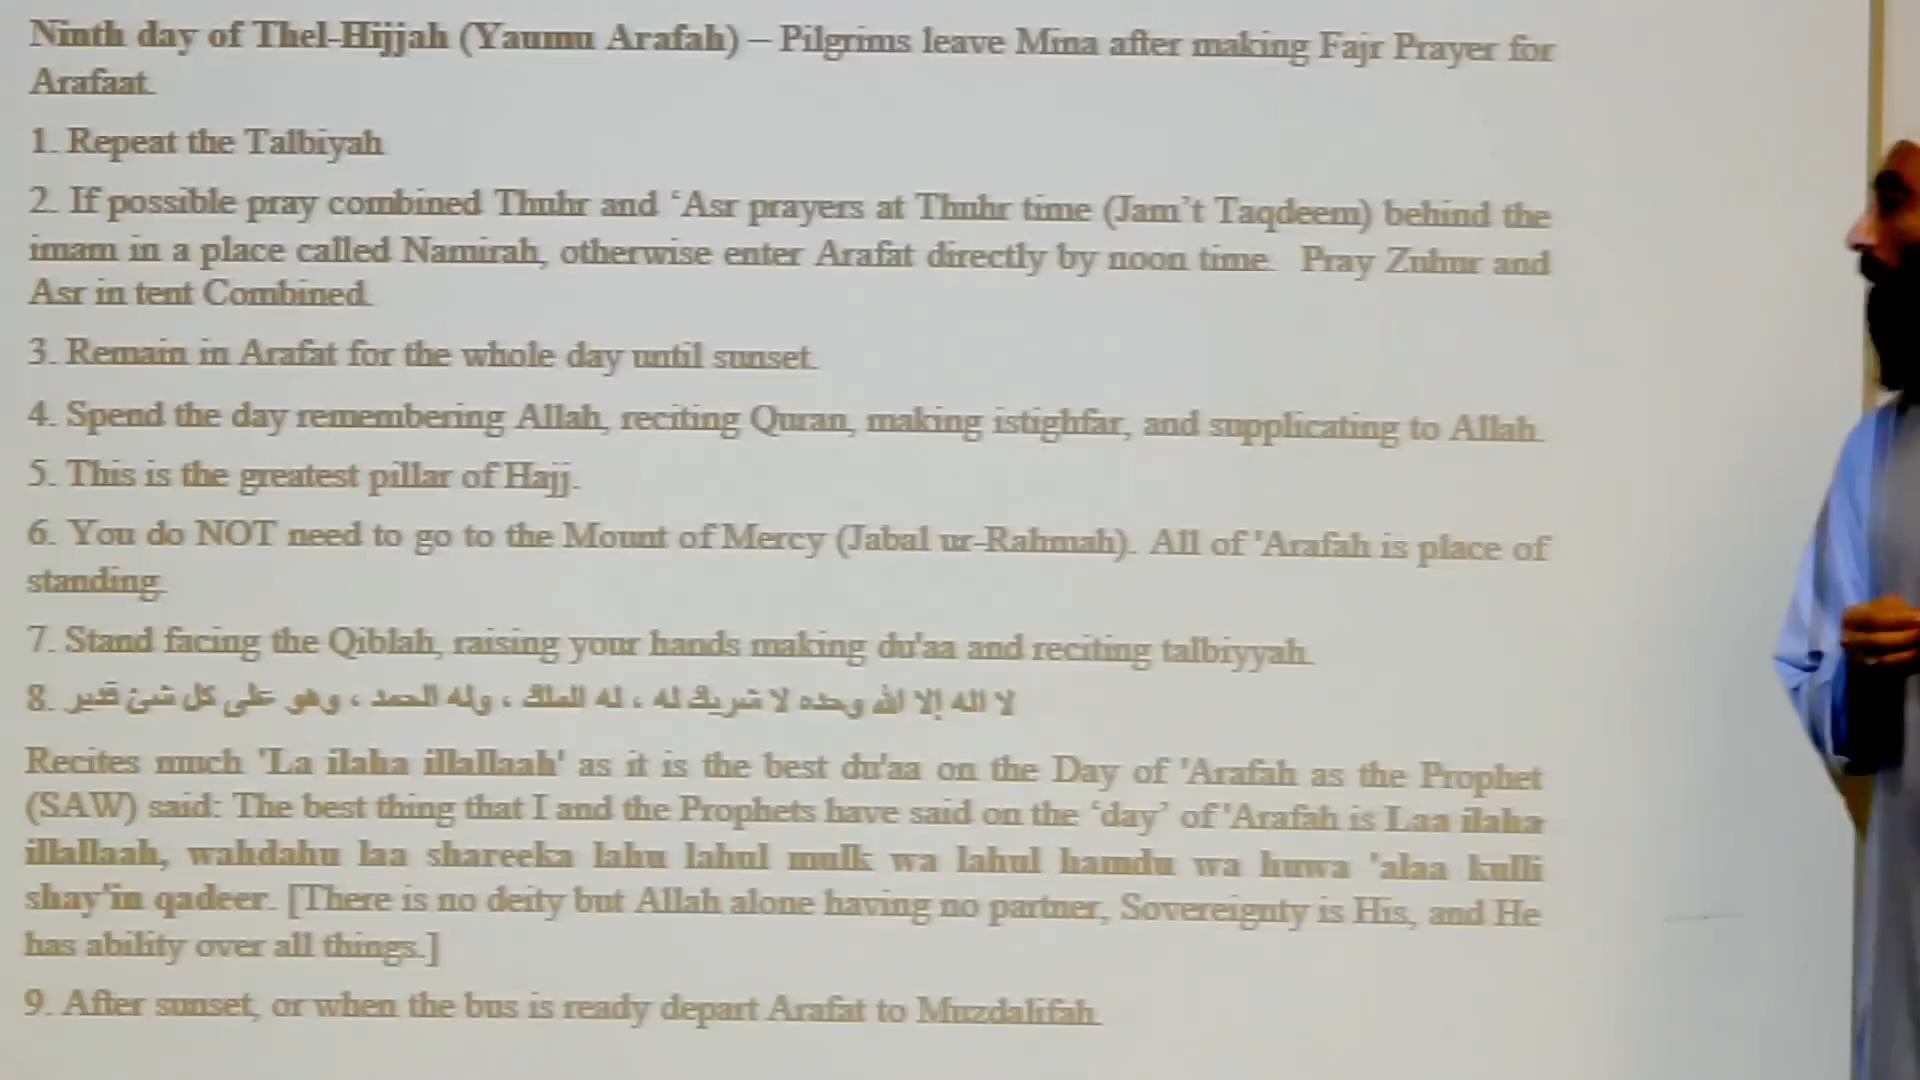 Ninth day of Thel-Hijjah (Yaumu Arafah) – Pilgrims leave Mina after making Fajr Prayer for
Arafaat.
1. Repeat the Talbiyah
2. If possible pray combined Thuhr and ‘Asr prayers at Thuhr time (Jam’t Taqdeem) behind the
imam in a place called Namirah, otherwise enter Arafat directly by noon time. Pray Zuhur and
Asr in tent Combined.
3. Remain in Arafat for the whole day until sunset.
4. Spend the day remembering Allah, reciting Quran, making istighfar, and supplicating to Allah.
5. This is the greatest pillar of Hajj.
6. You do NOT need to go to the Mount of Mercy (Jabal ur-Rahmah). All of 'Arafah is place of
standing.
7. Stand facing the Qiblah, raising your hands making du'aa and reciting talbiyyah.
8. لا اله إلا الله وحده لا شريك له ، له الملك ، وله الحمد ، وهو على كل شئ قدير
Recites much 'La ilaha illallaah' as it is the best du'aa on the Day of 'Arafah as the Prophet
(SAW) said: The best thing that I and the Prophets have said on the ‘day’ of 'Arafah is Laa ilaha
illallaah, wahdahu laa shareeka lahu lahul mulk wa lahul hamdu wa huwa 'alaa kulli
shay'in qadeer. [There is no deity but Allah alone having no partner, Sovereignty is His, and He
has ability over all things.]
9. After sunset, or when the bus is ready depart Arafat to Muzdalifah.